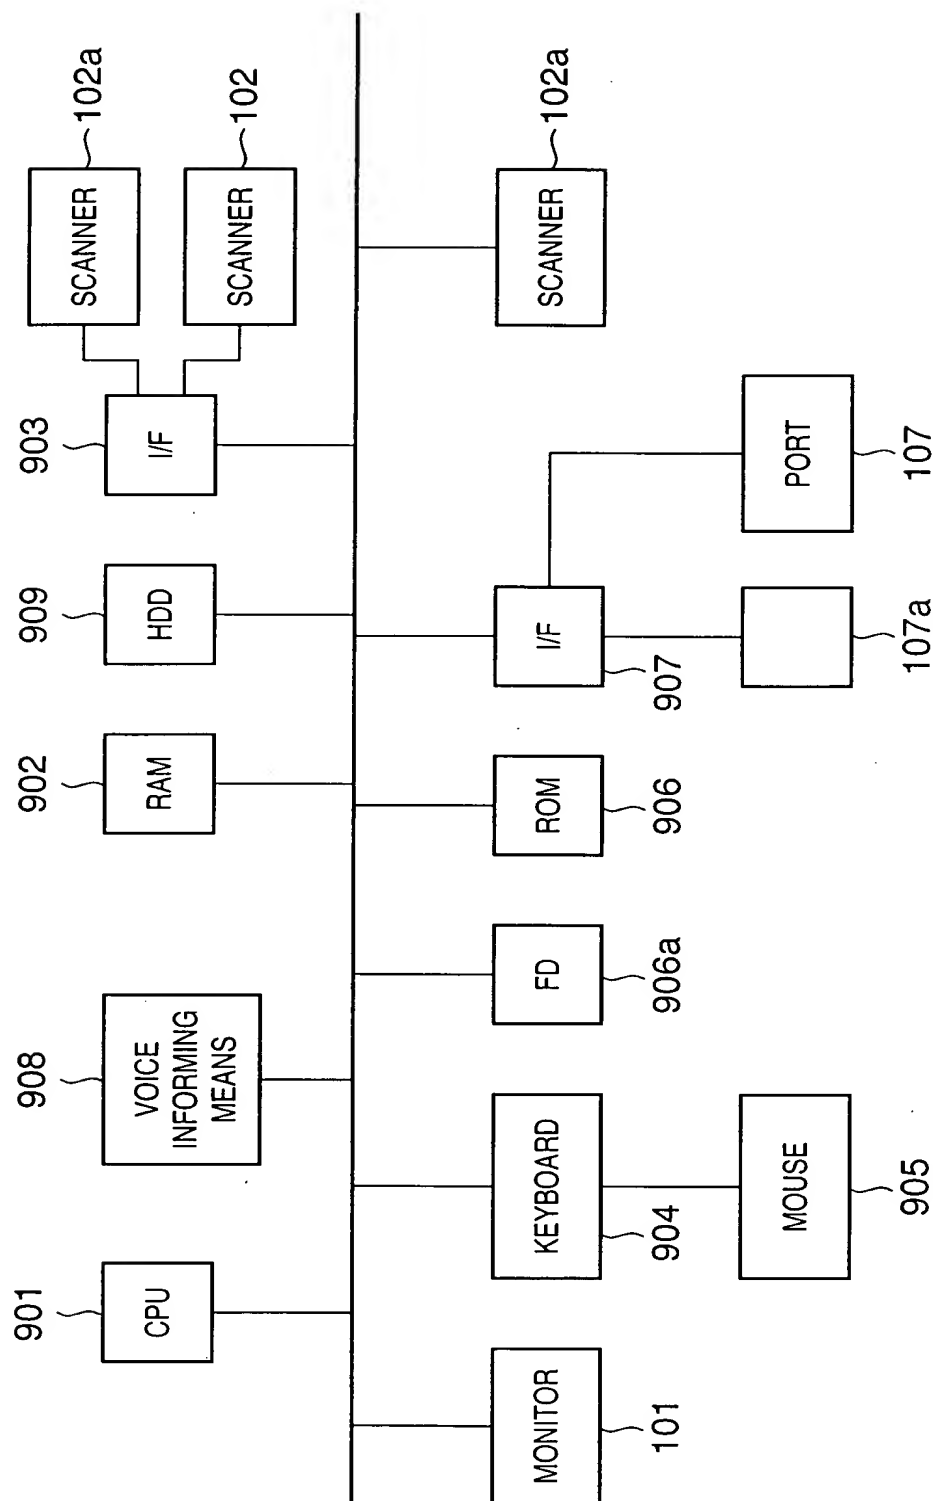 901
CPU
908
VOICE
INFORMING
MEANS
902
RAM
909
HDD
903
I/F
SCANNER
102a
SCANNER
102
MONITOR
101
KEYBOARD
904
MOUSE
905
FD
906a
ROM
906
I/F
907
107a
PORT
107
SCANNER
102a